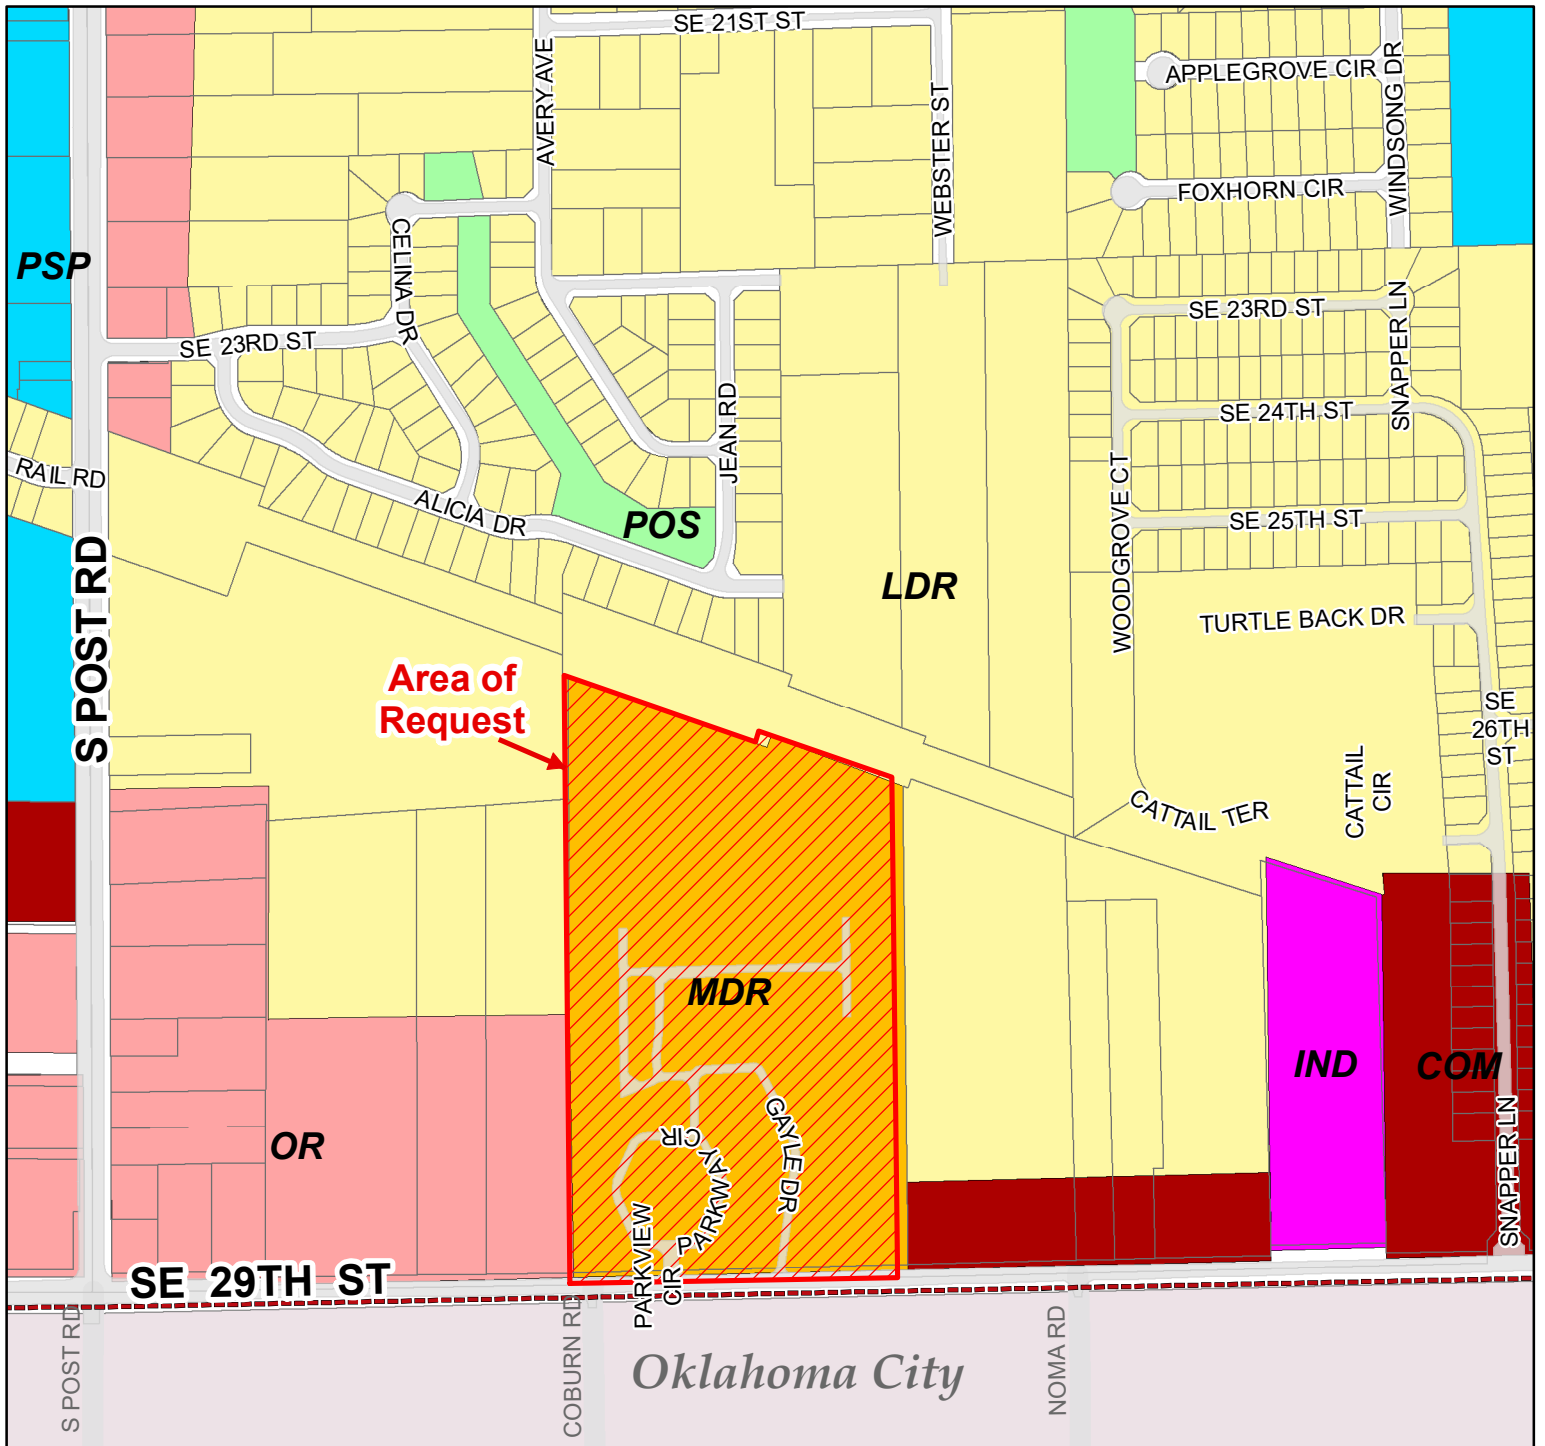 SE 21ST ST
AVERY AVE
WEBSTER ST
APPLEGROVE CIR
WINDSONG DR
FOXHORN CIR
PSP
CELINA DR
SE 23RD ST
SE 23RD ST
SNAPPER LN
SE 24TH ST
JEAN RD
RAIL RD
ALICIA DR
POS
WOODGROVE CT
SE 25TH ST
LDR
TURTLE BACK DR
S POST RD
Area of
Request
SE
26TH
ST
CATTAIL TER
CATTAIL
CIR
MDR
IND
COM
OR
PARKWAY CIR
GAYLE DR
SNAPPER LN
PARKVIEW
CIR
SE 29TH ST
S POST RD
COBURN RD
NOMA RD
Oklahoma City